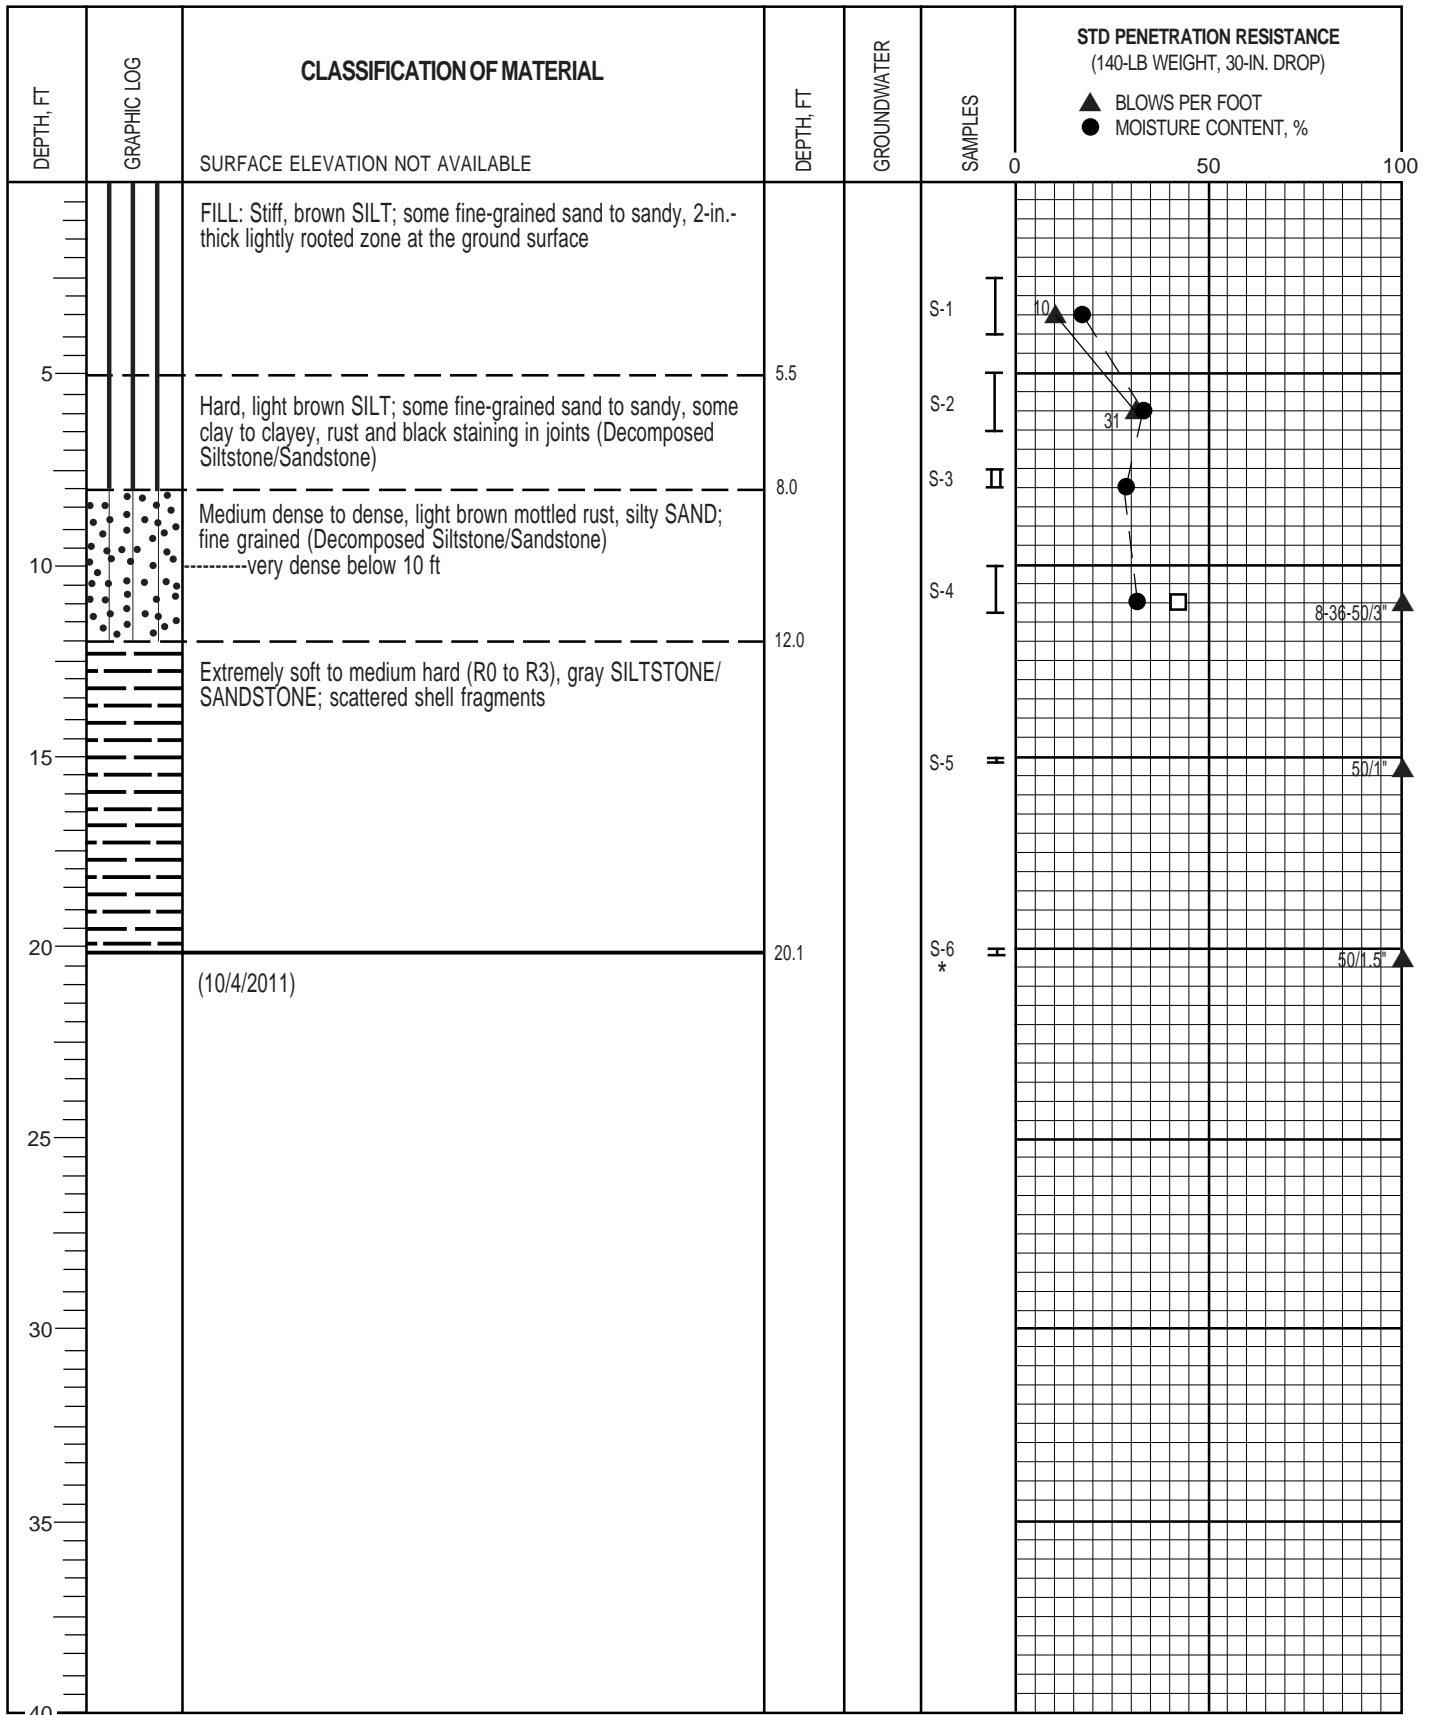 DEPTH, FT
GRAPHIC LOG
CLASSIFICATION OF MATERIAL
SURFACE ELEVATION NOT AVAILABLE
DEPTH, FT
GROUNDWATER
SAMPLES
STD PENETRATION RESISTANCE
(140-LB WEIGHT, 30-IN. DROP)
BLOWS PER FOOT
MOISTURE CONTENT, %
0 50 100
FILL: Stiff, brown SILT; some fine-grained sand to sandy, 2-in.-
thick lightly rooted zone at the ground surface
S-1 10
5 5.5
Hard, light brown SILT; some fine-grained sand to sandy, some
clay to clayey, rust and black staining in joints (Decomposed
Siltstone/Sandstone)
S-2 31
S-3
8.0
Medium dense to dense, light brown mottled rust, silty SAND;
fine grained (Decomposed Siltstone/Sandstone)
10 ----------very dense below 10 ft
S-4 8-36-50/3"
12.0
Extremely soft to medium hard (R0 to R3), gray SILTSTONE/
SANDSTONE; scattered shell fragments
15 S-5 50/1"
20 20.1 S-6 50/1.5"
*
(10/4/2011)
25
30
35
40